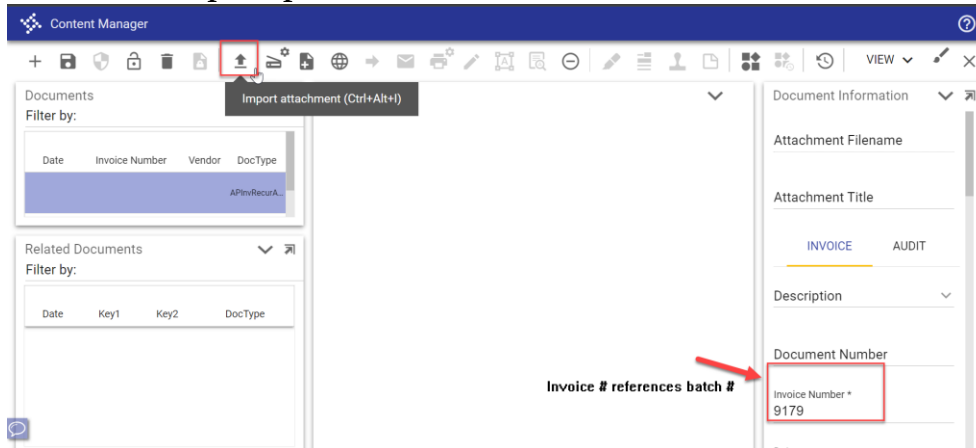 Content Manager
VIEW
Import attachment (Ctrl+Alt+I)
Documents
Filter by:
Date Invoice Number Vendor DocType
APInvRecurA...
Related Documents
Filter by:
Date Key1 Key2 DocType
Invoice # references batch #
Document Information
Attachment Filename
Attachment Title
INVOICE AUDIT
Description
Document Number
Invoice Number *
9179